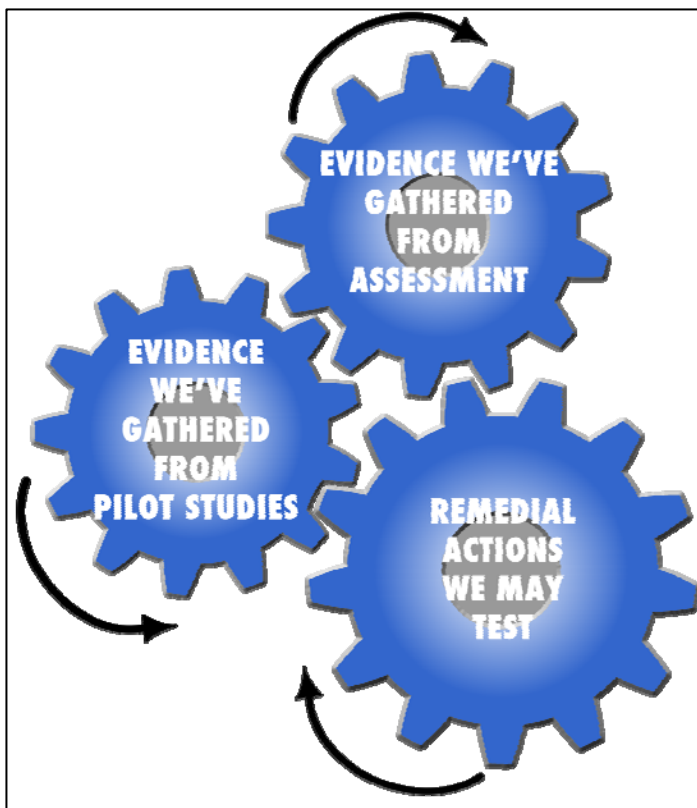 EVIDENCE WE'VE
GATHERED
FROM
ASSESSMENT
EVIDENCE
WE'VE
GATHERED
FROM
PILOT STUDIES
REMEDIAL
ACTIONS
WE MAY
TEST